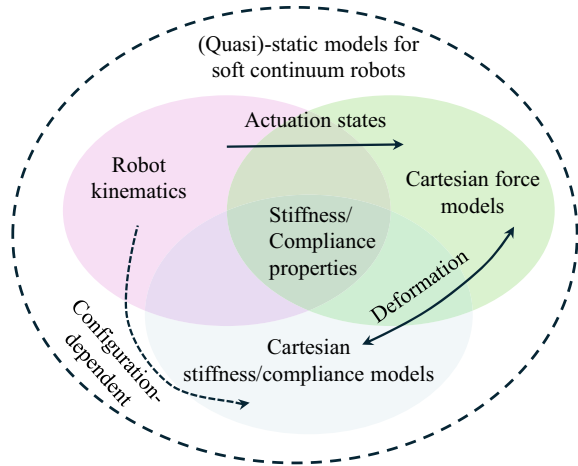 (Quasi)-static models for
soft continuum robots
Actuation states
Robot
kinematics
Cartesian force
models
Stiffness/
Compliance
properties
Deformation
Configuration-
dependent
Cartesian
stiffness/compliance models